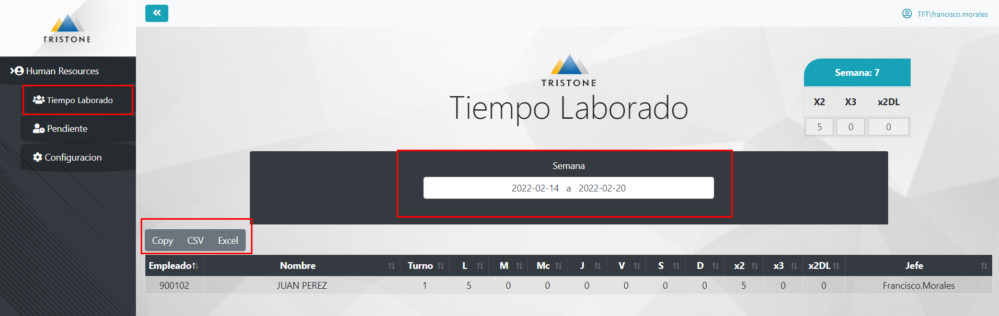 TRISTONE
TFT\francisco.morales
Human Resources
Tiempo Laborado
Pendiente
Configuracion
TRISTONE
Tiempo Laborado
Semana: 7
X2 X3 x2DL
5 0 0
Semana
2022-02-14 a 2022-02-20
Copy CSV Excel
Empleado Nombre Turno L M Mc J V S D x2 x3 x2DL Jefe
900102 JUAN PEREZ 1 5 0 0 0 0 0 0 5 0 0 Francisco.Morales